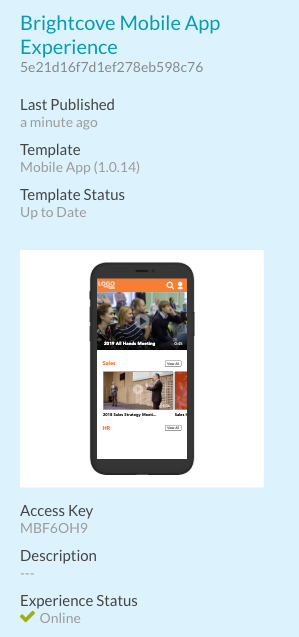 Brightcove Mobile App
Experience
5e21d16f7d1ef278eb598c76
Last Published
a minute ago
Template
Mobile App (1.0.14)
Template Status
Up to Date
LOGO
2019 All Hands Meeting
0:45
Sales
View All
2018 Sales Strategy Meeti...
Sales
HR
View All
Access Key
MBF6OH9
Description
---
Experience Status
Online